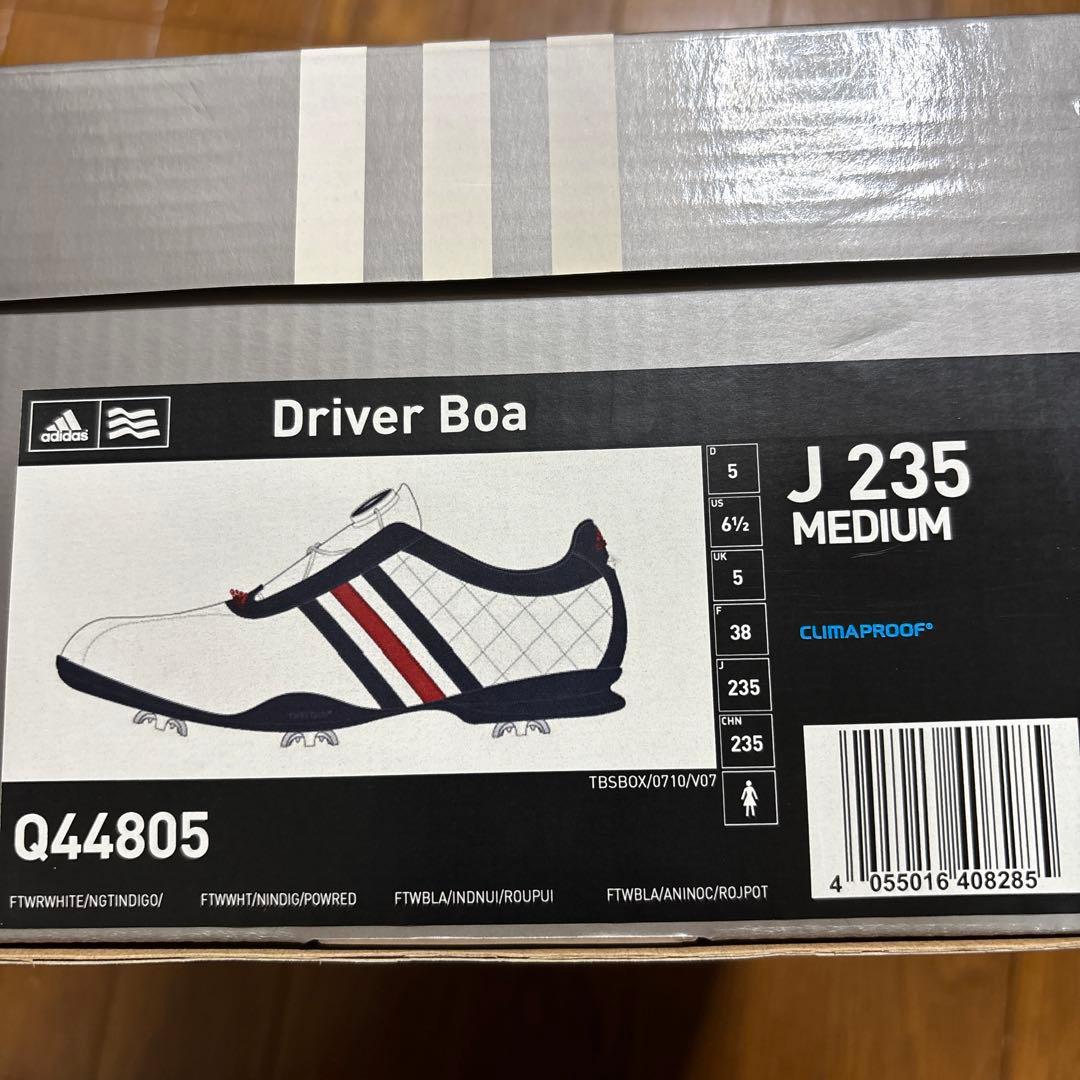 adidas
Driver Boa
J 235
MEDIUM
D
5
US
6½
UK
5
F
38
J
235
CHN
235
CLIMAPROOF®
TBSBOX/0710/V07
Q44805
FTWRWHITE/NGTINDIGO/ FTWWHT/NINDIG/POWRED FTWBLA/INDNUI/ROUPUI FTWBLA/ANINOC/ROJPOT
4 055016 408285